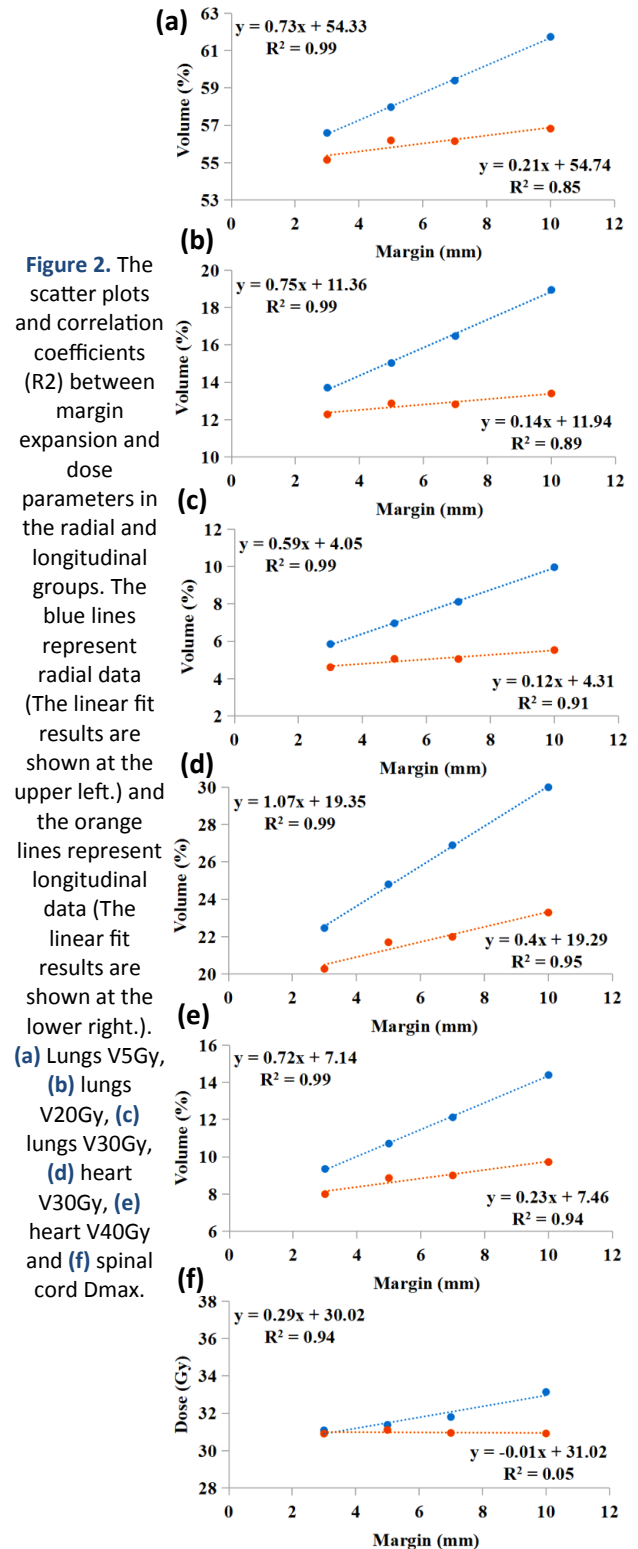 Figure 2. The
scatter plots
and correlation
coefficients
(R2) between
margin
expansion and
dose
parameters in
the radial and
longitudinal
groups. The
blue lines
represent
radial data
(The linear fit
results are
shown at the
upper left.) and
the orange
lines represent
longitudinal
data (The
linear fit
results are
shown at the
lower right.).
(a) Lungs V5Gy,
(b) lungs
V20Gy, (c)
lungs V30Gy,
(d) heart
V30Gy, (e)
heart V40Gy
and (f) spinal
cord Dmax.
(a)
y = 0.73x + 54.33
R² = 0.99
63
61
59
57
55
53
Volume (%)
y = 0.21x + 54.74
R² = 0.85
0 2 4 6 8 10 12
Margin (mm)
(b)
y = 0.75x + 11.36
R² = 0.99
20
18
16
14
12
10
Volume (%)
y = 0.14x + 11.94
R² = 0.89
0 2 4 6 8 10 12
Margin (mm)
(c)
y = 0.59x + 4.05
R² = 0.99
12
10
8
6
4
2
Volume (%)
y = 0.12x + 4.31
R² = 0.91
0 2 4 6 8 10 12
Margin (mm)
(d)
y = 1.07x + 19.35
R² = 0.99
30
28
26
24
22
20
Volume (%)
y = 0.4x + 19.29
R² = 0.95
0 2 4 6 8 10 12
Margin (mm)
(e)
y = 0.72x + 7.14
R² = 0.99
16
14
12
10
8
6
Volume (%)
y = 0.23x + 7.46
R² = 0.94
0 2 4 6 8 10 12
Margin (mm)
(f)
y = 0.29x + 30.02
R² = 0.94
38
36
34
32
30
28
Dose (Gy)
y = -0.01x + 31.02
R² = 0.05
0 2 4 6 8 10 12
Margin (mm)